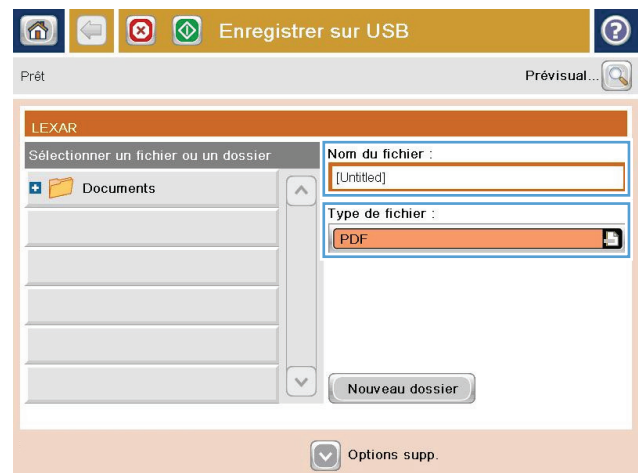 Enregistrer sur USB
?
Prêt
Prévisual...
LEXAR
Sélectionner un fichier ou un dossier
Nom du fichier :
[Untitled]
Documents
Type de fichier :
PDF
Nouveau dossier
Options supp.